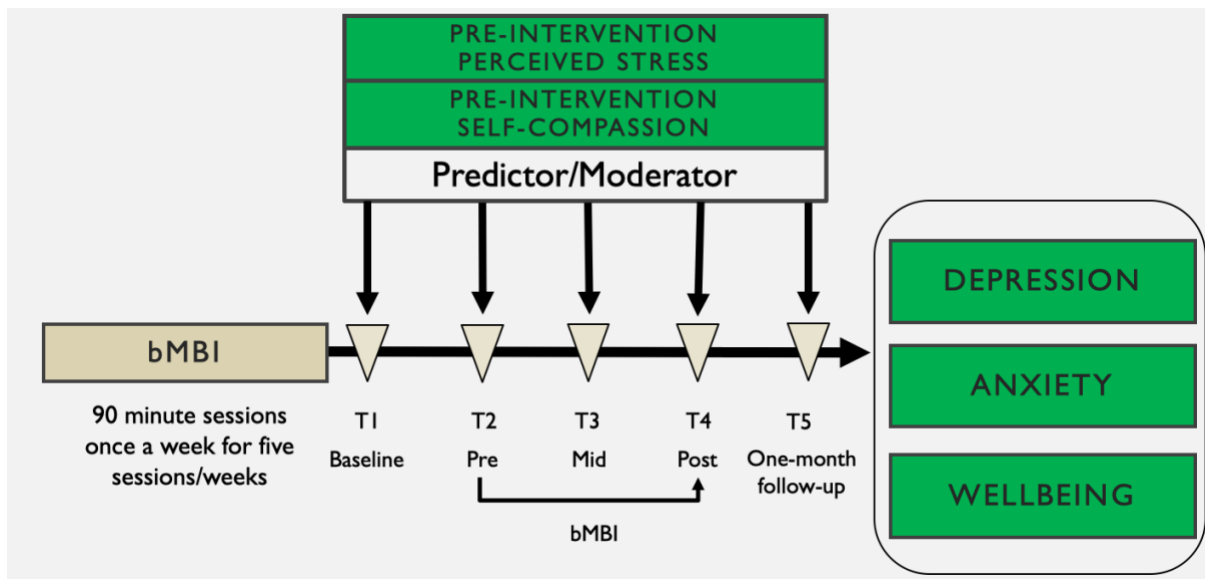 PRE-INTERVENTION
PERCEIVED STRESS
PRE-INTERVENTION
SELF-COMPASSION
Predictor/Moderator
bMBI
90 minute sessions
once a week for five
sessions/weeks
T1
Baseline
T2
Pre
T3
Mid
T4
Post
T5
One-month
follow-up
bMBI
DEPRESSION
ANXIETY
WELLBEING